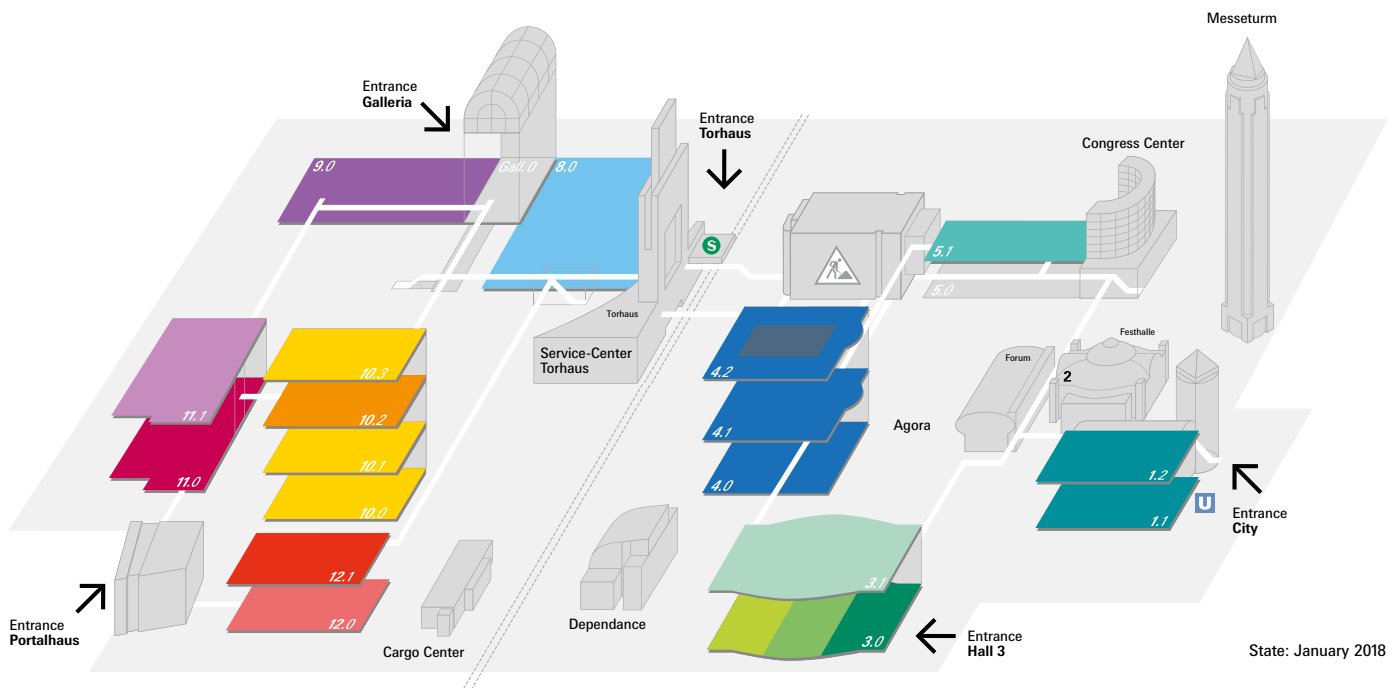 Messeturm
Entrance
Galleria
Entrance
Torhaus
Congress Center
9.0
Gall.0
8.0
S
5.1
5.0
Torhaus
Service-Center
Torhaus
4.2
4.1
4.0
Agora
Forum
Festhalle
2
11.1
11.0
10.3
10.2
10.1
10.0
1.2
1.1
U
Entrance
City
12.1
12.0
3.1
3.0
Entrance
Portalhaus
Cargo Center
Dependance
Entrance
Hall 3
State: January 2018